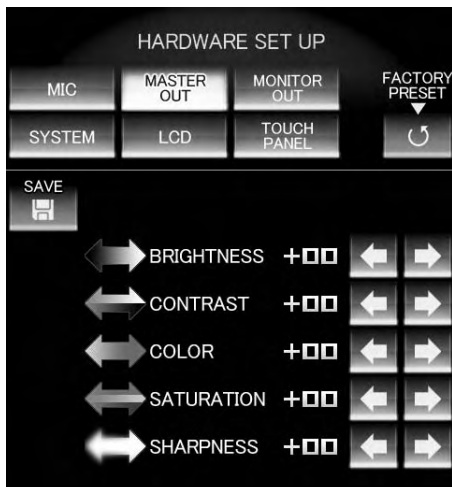 HARDWARE SET UP
MIC
MASTER
OUT
MONITOR
OUT
FACTORY
PRESET
SYSTEM
LCD
TOUCH
PANEL
SAVE
BRIGHTNESS +00
CONTRAST +00
COLOR +00
SATURATION +00
SHARPNESS +00